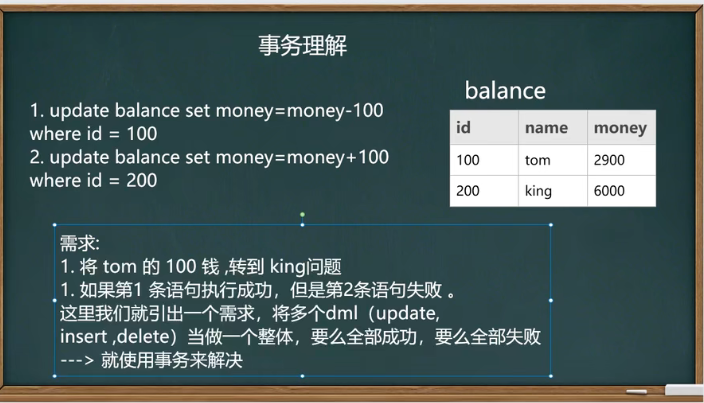 事务理解
1. update balance set money=money-100
where id = 100
2. update balance set money=money+100
where id = 200
balance
id name money
100 tom 2900
200 king 6000
需求:
1. 将 tom 的 100 钱 ,转到 king问题
1. 如果第1 条语句执行成功，但是第2条语句失败 。
这里我们就引出一个需求，将多个dml（update,
insert ,delete）当做一个整体，要么全部成功，要么全部失败
---> 就使用事务来解决